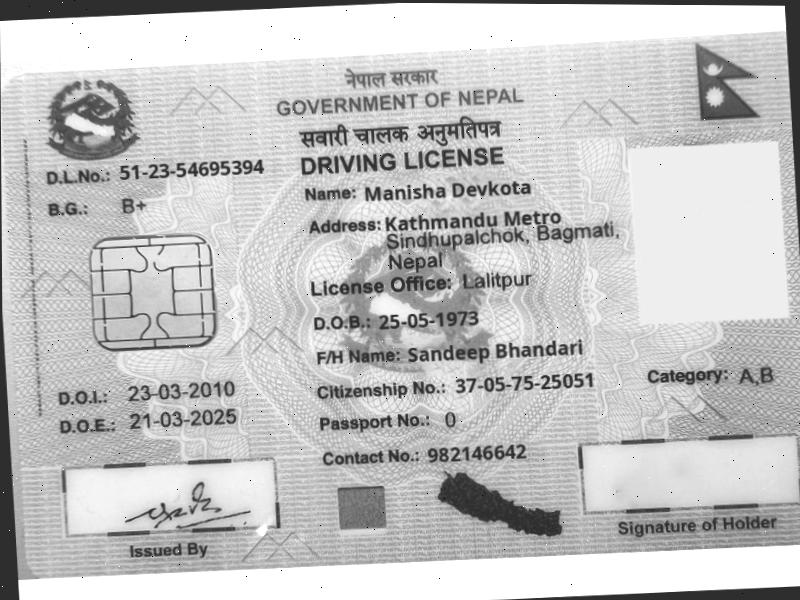 नेपाल सरकार
GOVERNMENT OF NEPAL
सवारी चालक अनुमतिपत्र
DRIVING LICENSE
D.L.No.: 51-23-54695394
B.G.: B+
Name: Manisha Devkota
Address: Kathmandu Metro
Sindhupalchok, Bagmati,
Nepal
License Office: Lalitpur
D.O.B.: 25-05-1973
F/H Name: Sandeep Bhandari
Citizenship No.: 37-05-75-25051
Category: A,B
D.O.I.: 23-03-2010
D.O.E.: 21-03-2025
Passport No.: 0
Contact No.: 982146642
Issued By
Signature of Holder